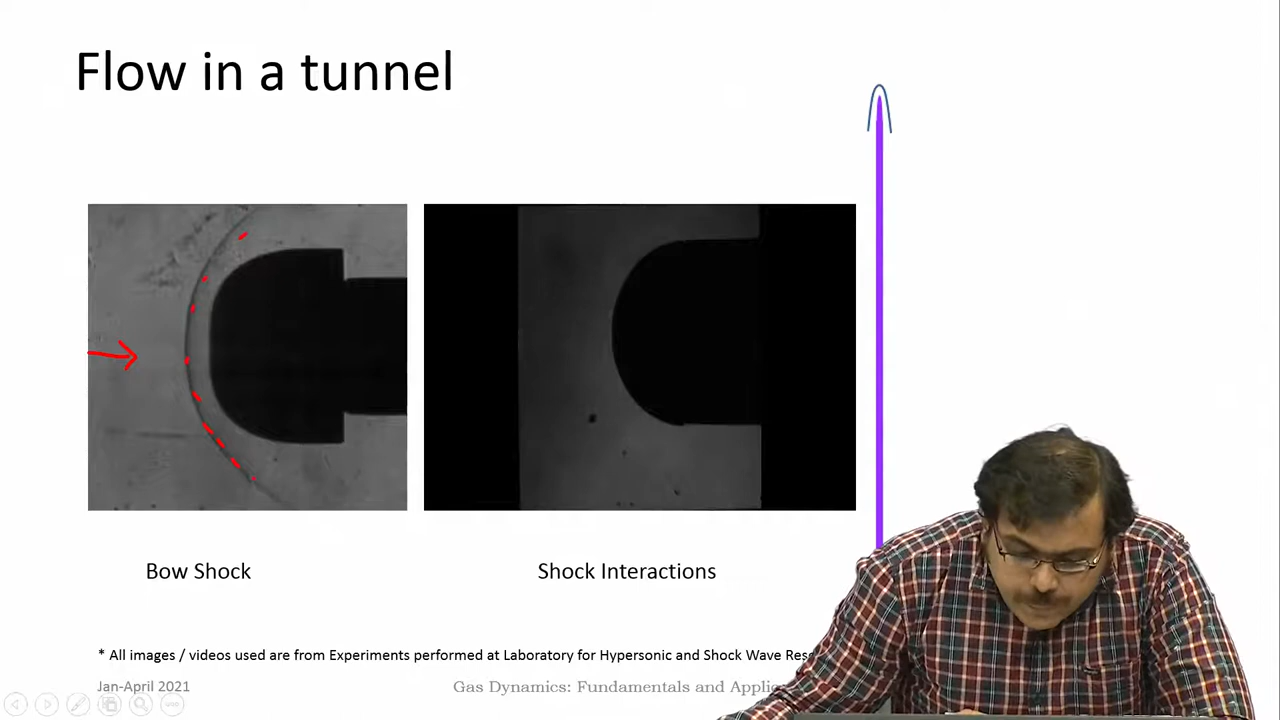 Flow in a tunnel
Bow Shock
Shock Interactions
* All images / videos used are from Experiments performed at Laboratory for Hypersonic and Shock Wave
Jan-April 2021
Gas Dynamics: Fundamentals and